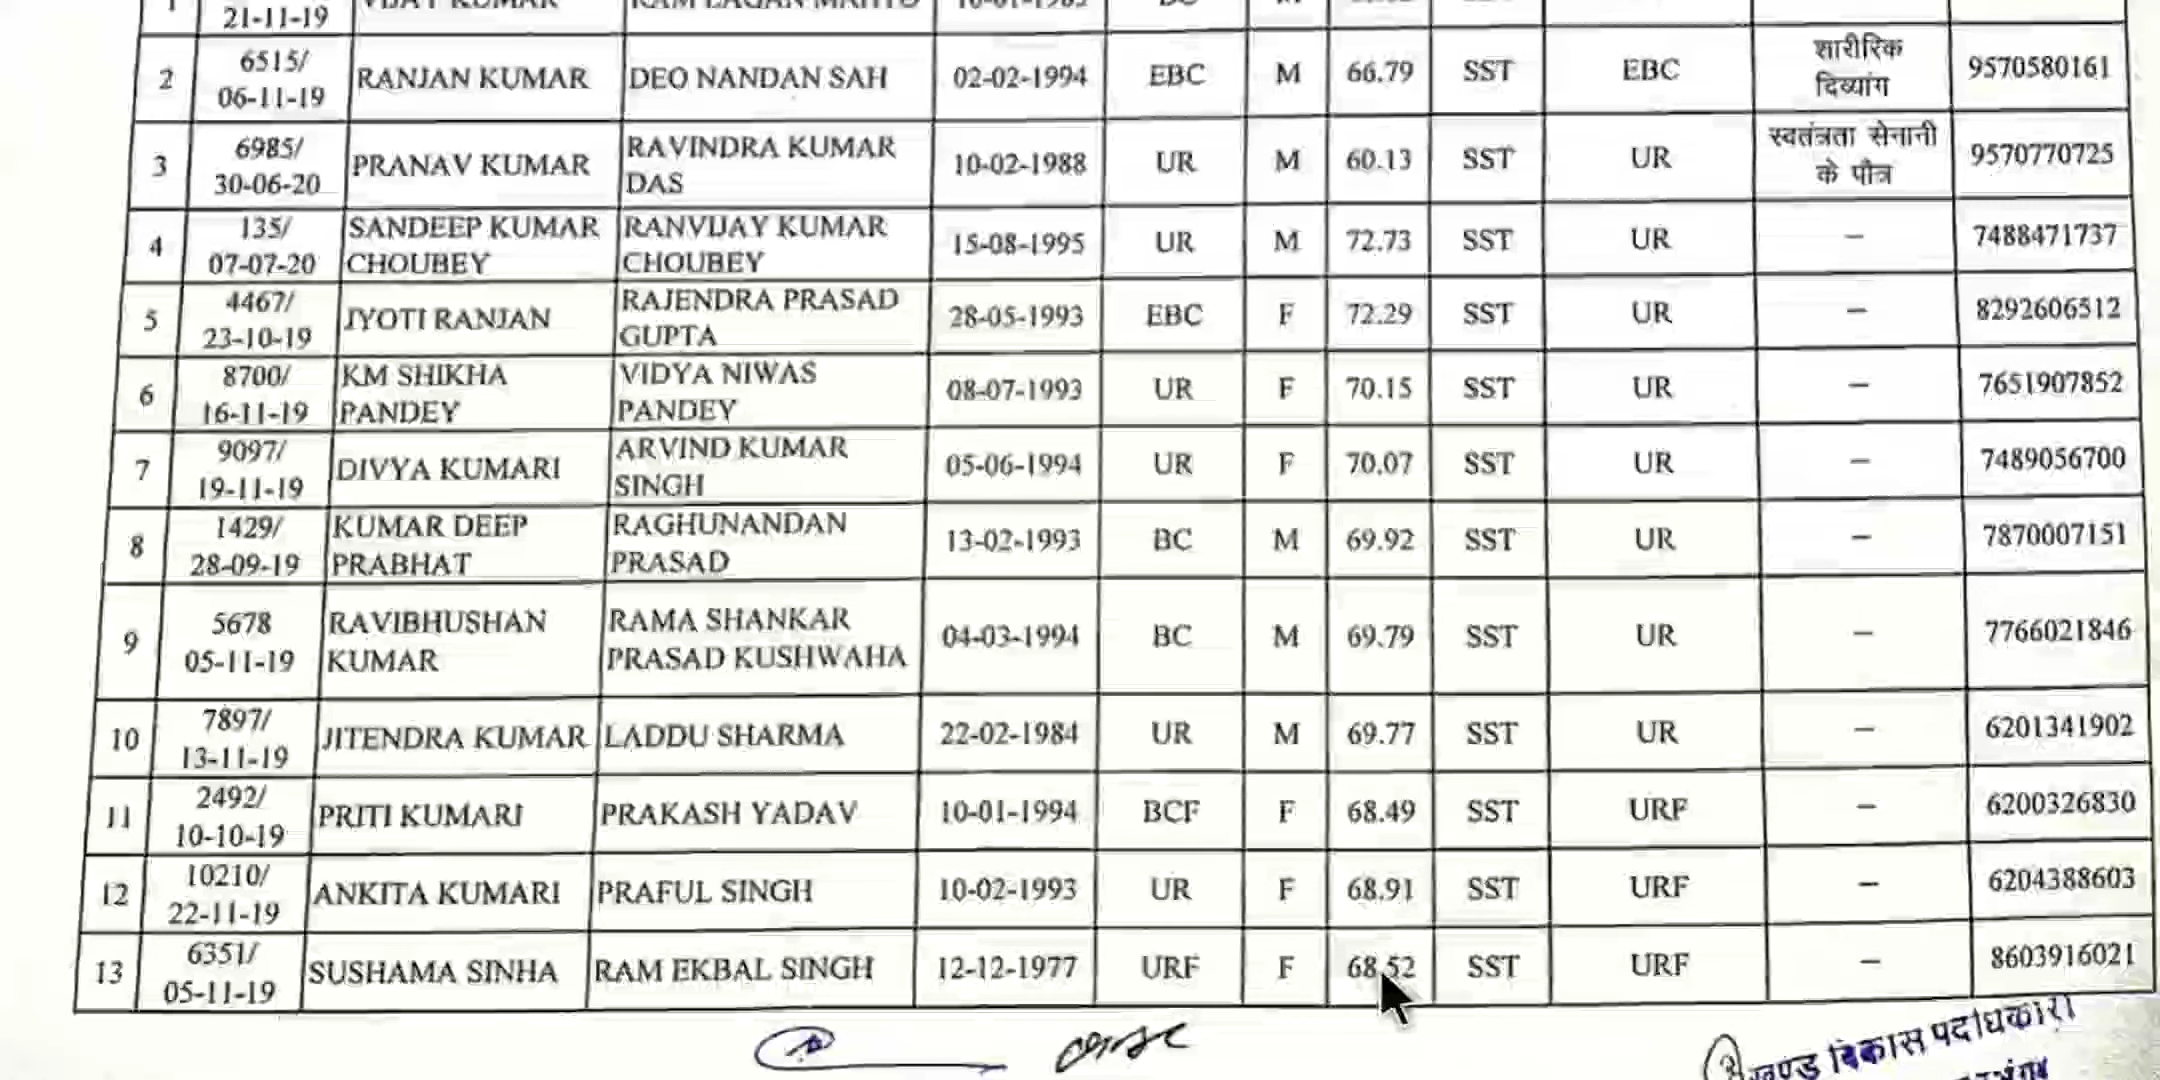 1 21-11-19 VIJAY KUMAR RAM LAGAN MAHTO
2 6515/ 06-11-19 RANJAN KUMAR DEO NANDAN SAH 02-02-1994 EBC M 66.79 SST EBC शारीरिक दिव्यांग 9570580161
3 6985/ 30-06-20 PRANAV KUMAR RAVINDRA KUMAR DAS 10-02-1988 UR M 60.13 SST UR स्वतंत्रता सेनानी के पौत्र 9570770725
4 135/ 07-07-20 SANDEEP KUMAR CHOUBEY RANVIJAY KUMAR CHOUBEY 15-08-1995 UR M 72.73 SST UR – 7488471737
5 4467/ 23-10-19 JYOTI RANJAN RAJENDRA PRASAD GUPTA 28-05-1993 EBC F 72.29 SST UR – 8292606512
6 8700/ 16-11-19 KM SHIKHA PANDEY VIDYA NIWAS PANDEY 08-07-1993 UR F 70.15 SST UR – 7651907852
7 9097/ 19-11-19 DIVYA KUMARI ARVIND KUMAR SINGH 05-06-1994 UR F 70.07 SST UR – 7489056700
8 1429/ 28-09-19 KUMAR DEEP PRABHAT RAGHUNANDAN PRASAD 13-02-1993 BC M 69.92 SST UR – 7870007151
9 5678 05-11-19 RAVIBHUSHAN KUMAR RAMA SHANKAR PRASAD KUSHWAHA 04-03-1994 BC M 69.79 SST UR – 7766021846
10 7897/ 13-11-19 JITENDRA KUMAR LADDU SHARMA 22-02-1984 UR M 69.77 SST UR – 6201341902
11 2492/ 10-10-19 PRITI KUMARI PRAKASH YADAV 10-01-1994 BCF F 68.49 SST URF – 6200326830
12 10210/ 22-11-19 ANKITA KUMARI PRAFUL SINGH 10-02-1993 UR F 68.91 SST URF – 6204388603
13 6351/ 05-11-19 SUSHAMA SINHA RAM EKBAL SINGH 12-12-1977 URF F 68.52 SST URF – 8603916021
विकास पदाधिकारी